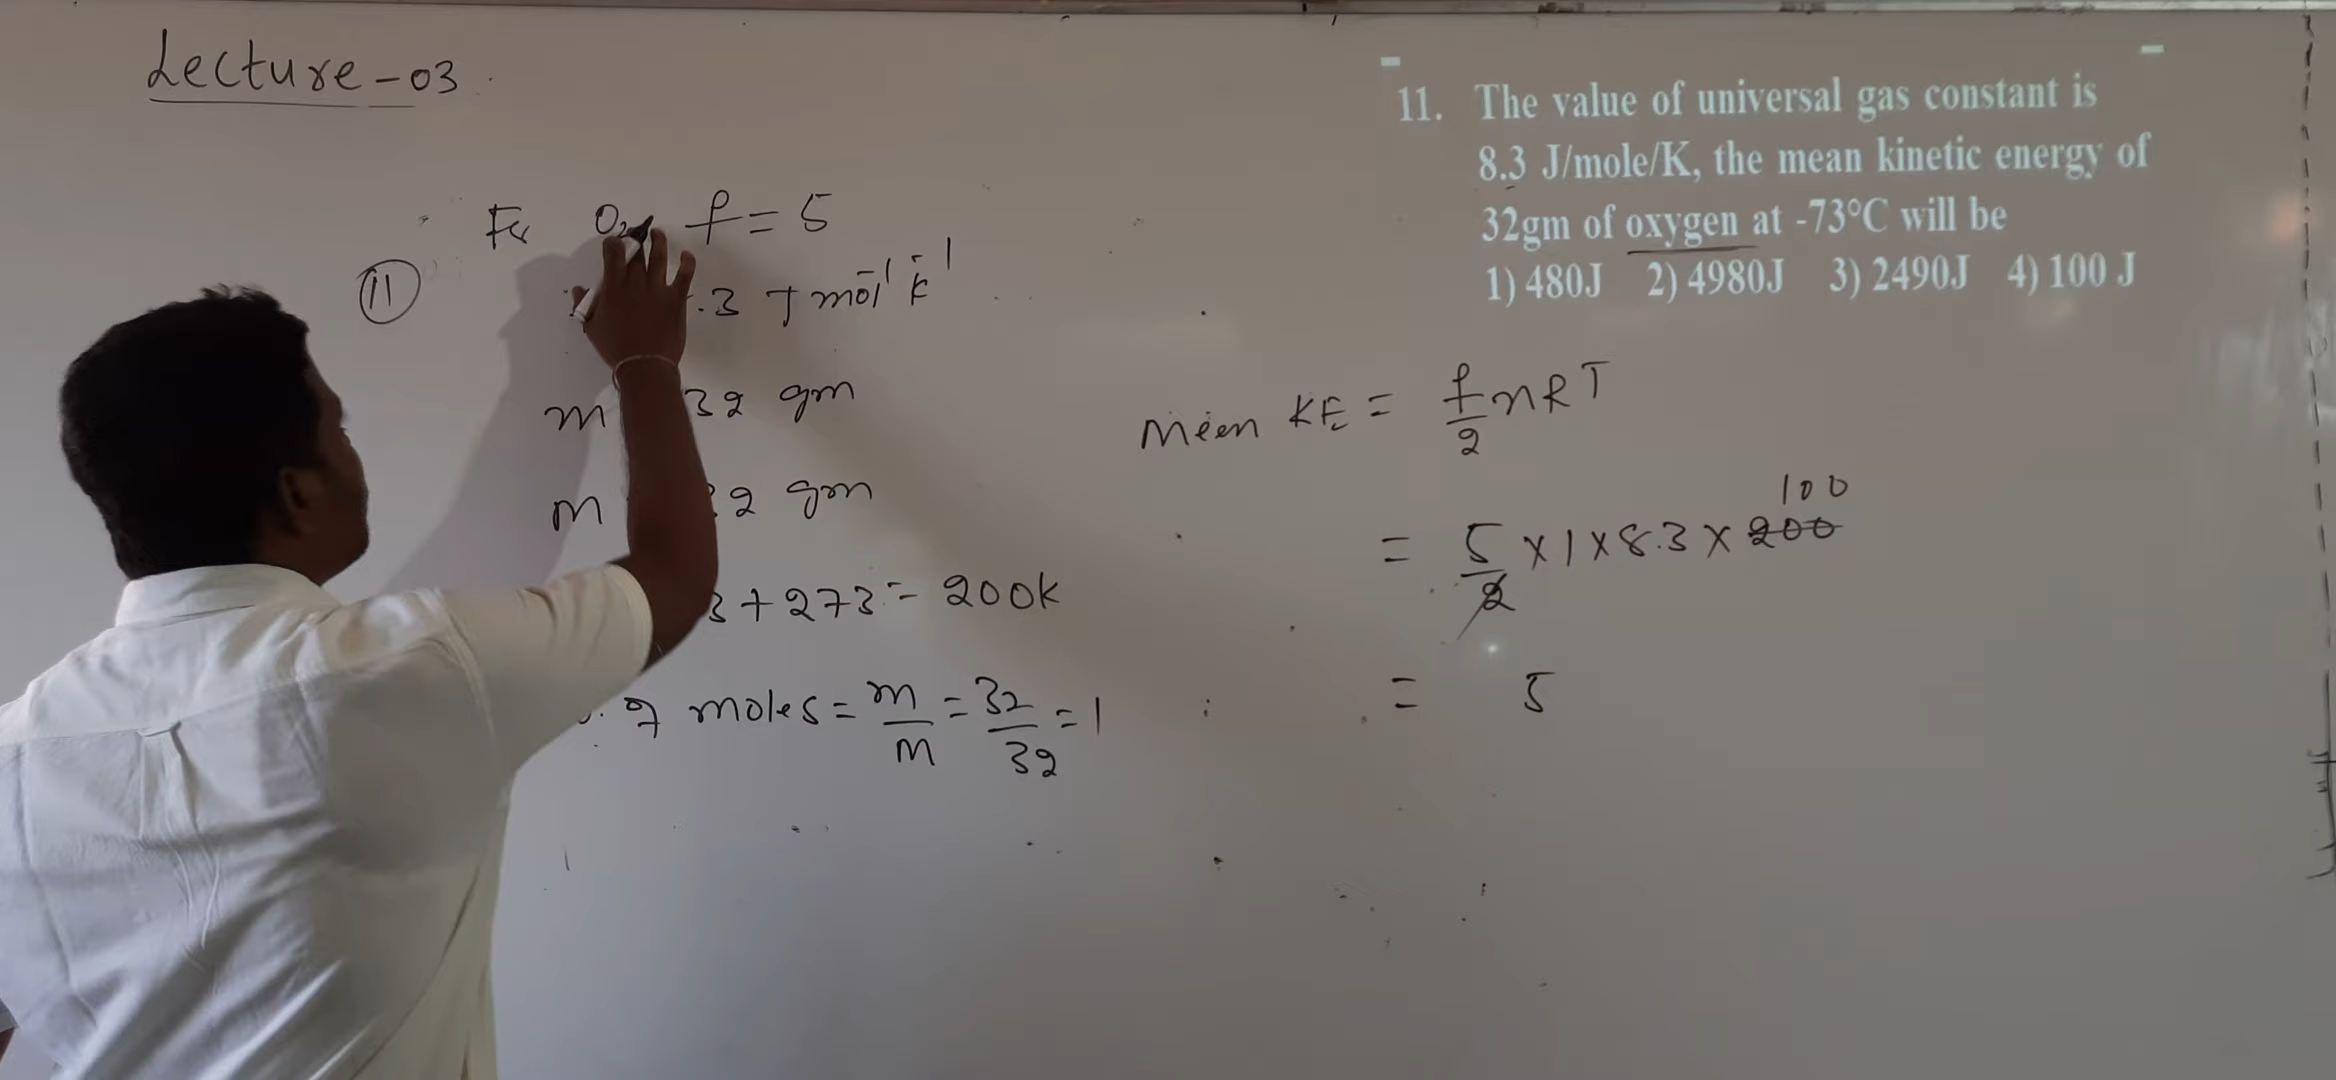 Lecture-03
11. The value of universal gas constant is
8.3 J/mole/K, the mean kinetic energy of
32gm of oxygen at -73°C will be
1) 480J 2) 4980J 3) 2490J 4) 100 J
For O₂ f = 5
(11)
.3 J mol⁻¹ K⁻¹
m 32 gm
M 2 gm
3 + 273 = 200K
of moles = m/M = 32/32 = 1
Mean KE = f/2 nRT
100
= 5/2 × 1 × 8.3 × 200
= 5